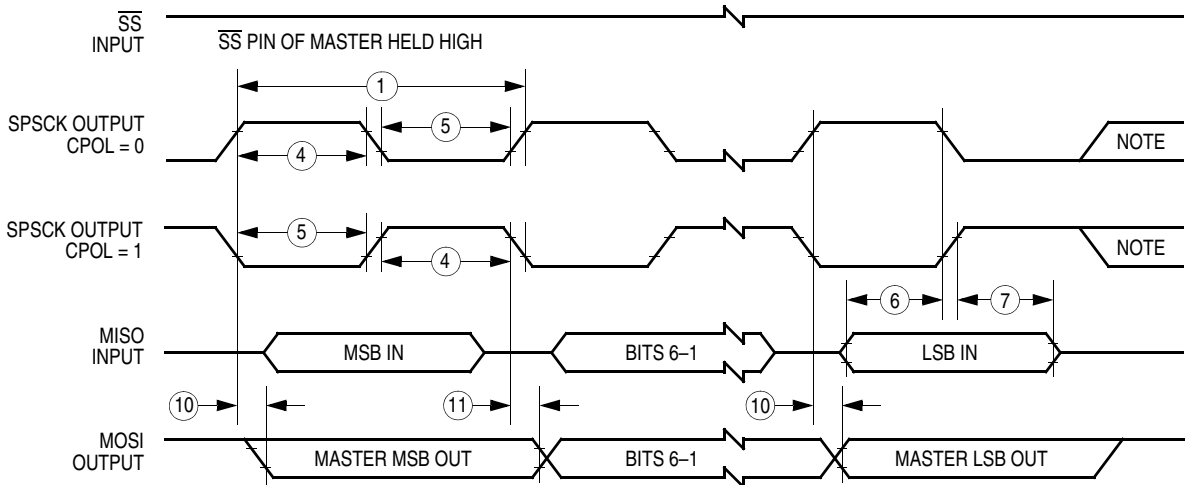 SS
INPUT
SS PIN OF MASTER HELD HIGH
1
SPSCK OUTPUT
CPOL = 0
5
4
NOTE
SPSCK OUTPUT
CPOL = 1
5
4
NOTE
6
7
MISO
INPUT
MSB IN
BITS 6–1
LSB IN
10
11
10
MOSI
OUTPUT
MASTER MSB OUT
BITS 6–1
MASTER LSB OUT